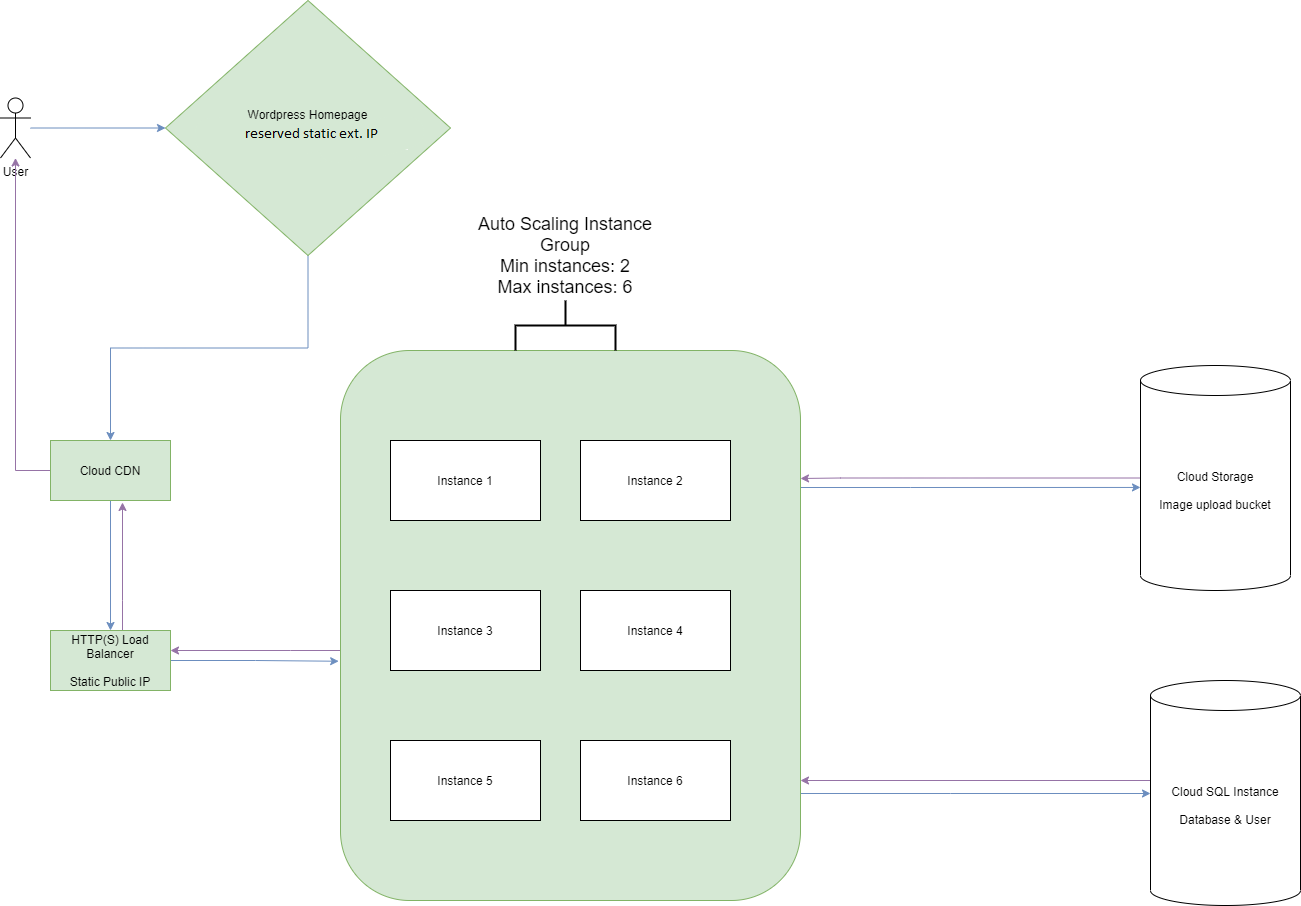 Wordpress Homepage
reserved static ext. IP
User
Auto Scaling Instance
Group
Min instances: 2
Max instances: 6
Cloud CDN
Instance 1
Instance 2
Cloud Storage
Image upload bucket
HTTP(S) Load
Balancer
Static Public IP
Instance 3
Instance 4
Instance 5
Instance 6
Cloud SQL Instance
Database & User